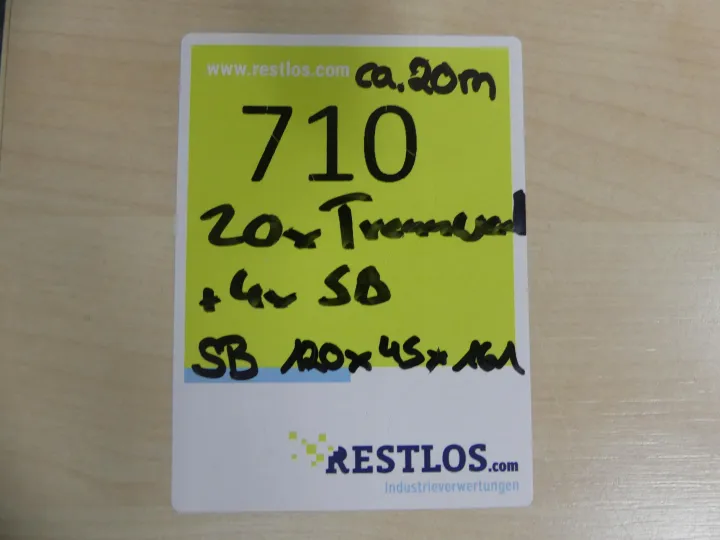 www.restlos.com ca. 20m
710
20x Trennwand
+ 4x SB
SB 120x45x161
RESTLOS.com
Industrieverwertungen